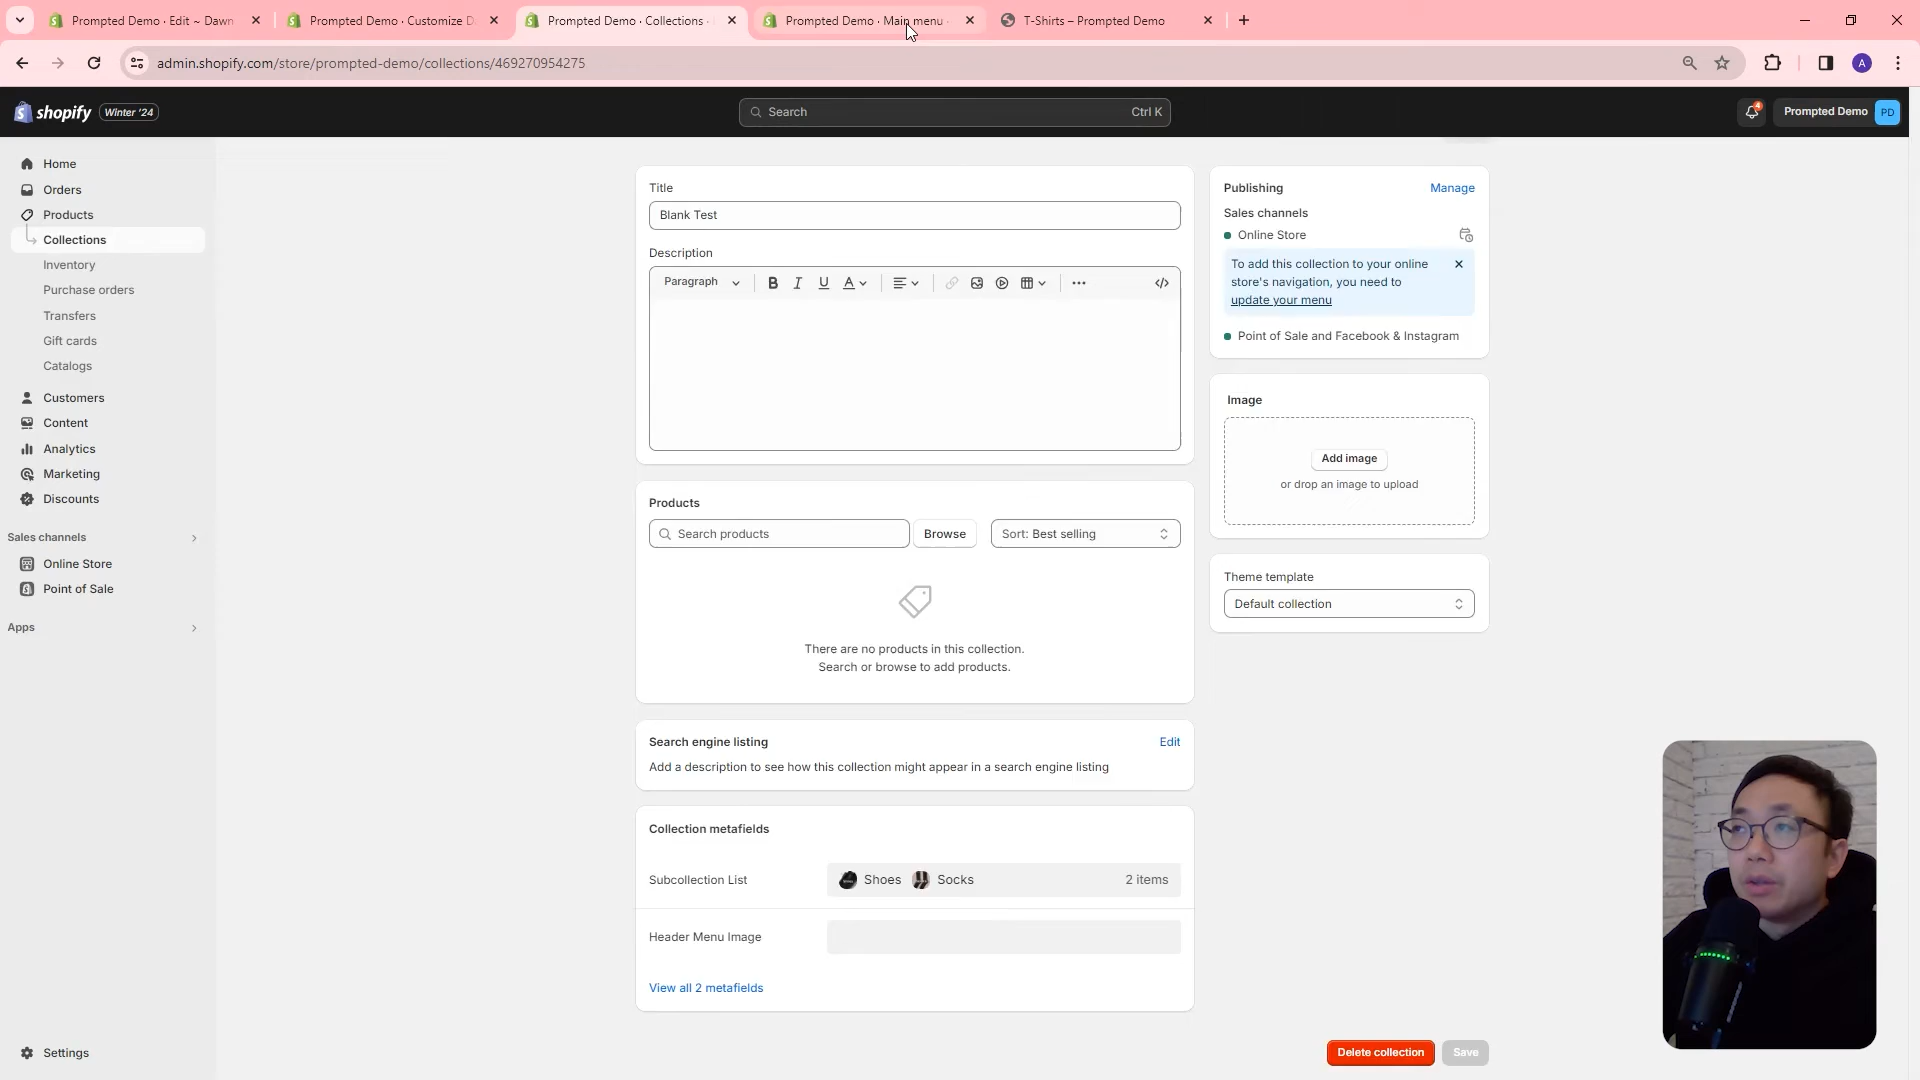 Prompted Demo · Edit ~ Dawn
Prompted Demo · Customize D
Prompted Demo · Collections ·
Prompted Demo · Main menu ·
T-Shirts – Prompted Demo
admin.shopify.com/store/prompted-demo/collections/469270954275
A
shopify
Winter '24
Search
Ctrl K
4
Prompted Demo
PD
Home
Orders
Products
Collections
Inventory
Purchase orders
Transfers
Gift cards
Catalogs
Customers
Content
Analytics
Marketing
Discounts
Sales channels
Online Store
Point of Sale
Apps
Settings
Title
Blank Test
Description
Paragraph
B
I
U
A
Products
Search products
Browse
Sort: Best selling
There are no products in this collection.
Search or browse to add products.
Search engine listing
Edit
Add a description to see how this collection might appear in a search engine listing
Collection metafields
Subcollection List
Shoes
Socks
2 items
Header Menu Image
View all 2 metafields
Publishing
Manage
Sales channels
Online Store
To add this collection to your online
store's navigation, you need to
update your menu
Point of Sale and Facebook & Instagram
Image
Add image
or drop an image to upload
Theme template
Default collection
Delete collection
Save